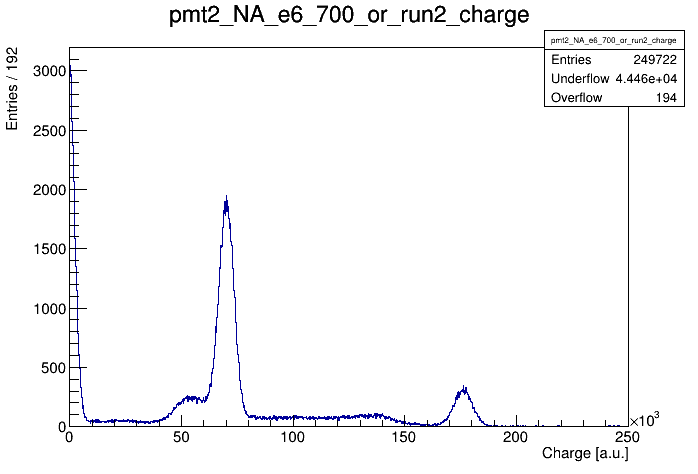 pmt2_NA_e6_700_or_run2_charge
pmt2_NA_e6_700_or_run2_charge
Entries 249722
Underflow 4.446e+04
Overflow 194
Entries / 192
3000
2500
2000
1500
1000
500
0
0 50 100 150 200 250
×10³
Charge [a.u.]